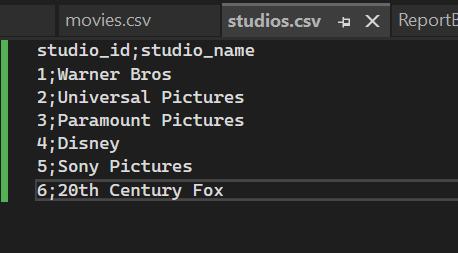 movies.csv studios.csv ReportB
studio_id;studio_name
1;Warner Bros
2;Universal Pictures
3;Paramount Pictures
4;Disney
5;Sony Pictures
6;20th Century Fox